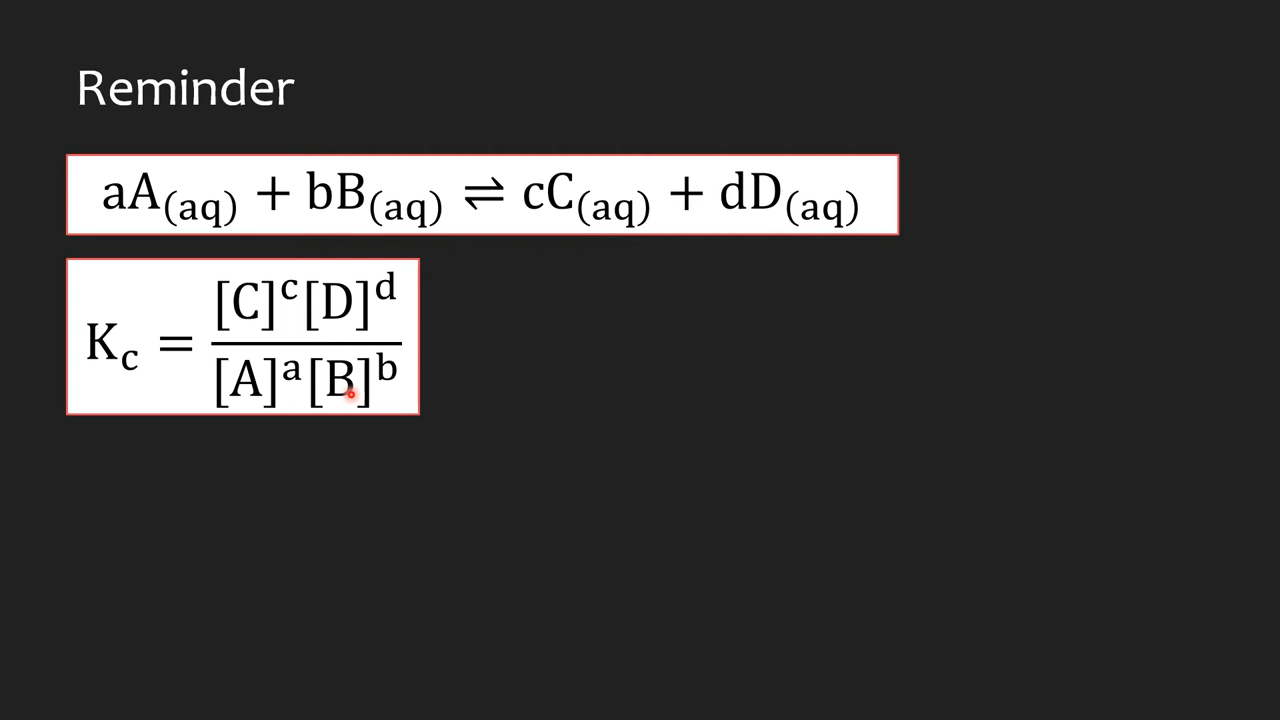 Reminder
aA(aq) + bB(aq) ⇌ cC(aq) + dD(aq)
Kc = [C]^c[D]^d / [A]^a[B]^b